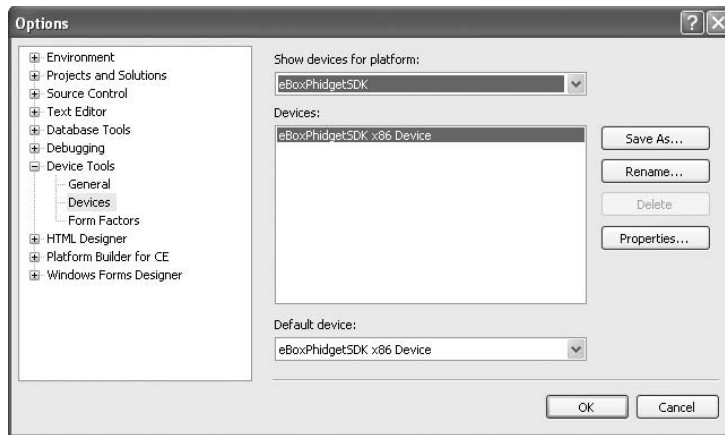 Options
Environment
Projects and Solutions
Source Control
Text Editor
Database Tools
Debugging
Device Tools
General
Devices
Form Factors
HTML Designer
Platform Builder for CE
Windows Forms Designer
Show devices for platform:
eBoxPhidgetSDK
Devices:
eBoxPhidgetSDK x86 Device
Save As...
Rename...
Delete
Properties...
Default device:
eBoxPhidgetSDK x86 Device
OK
Cancel